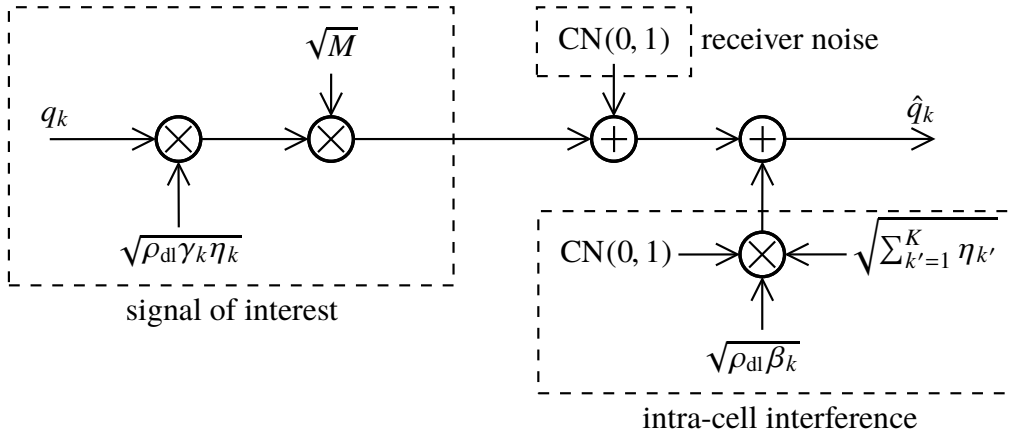 √M
CN(0, 1) receiver noise
q_k
q̂_k
√(ρ_dl γ_k η_k)
CN(0, 1)
√(∑_{k′=1}^{K} η_{k′})
signal of interest
√(ρ_dl β_k)
intra-cell interference